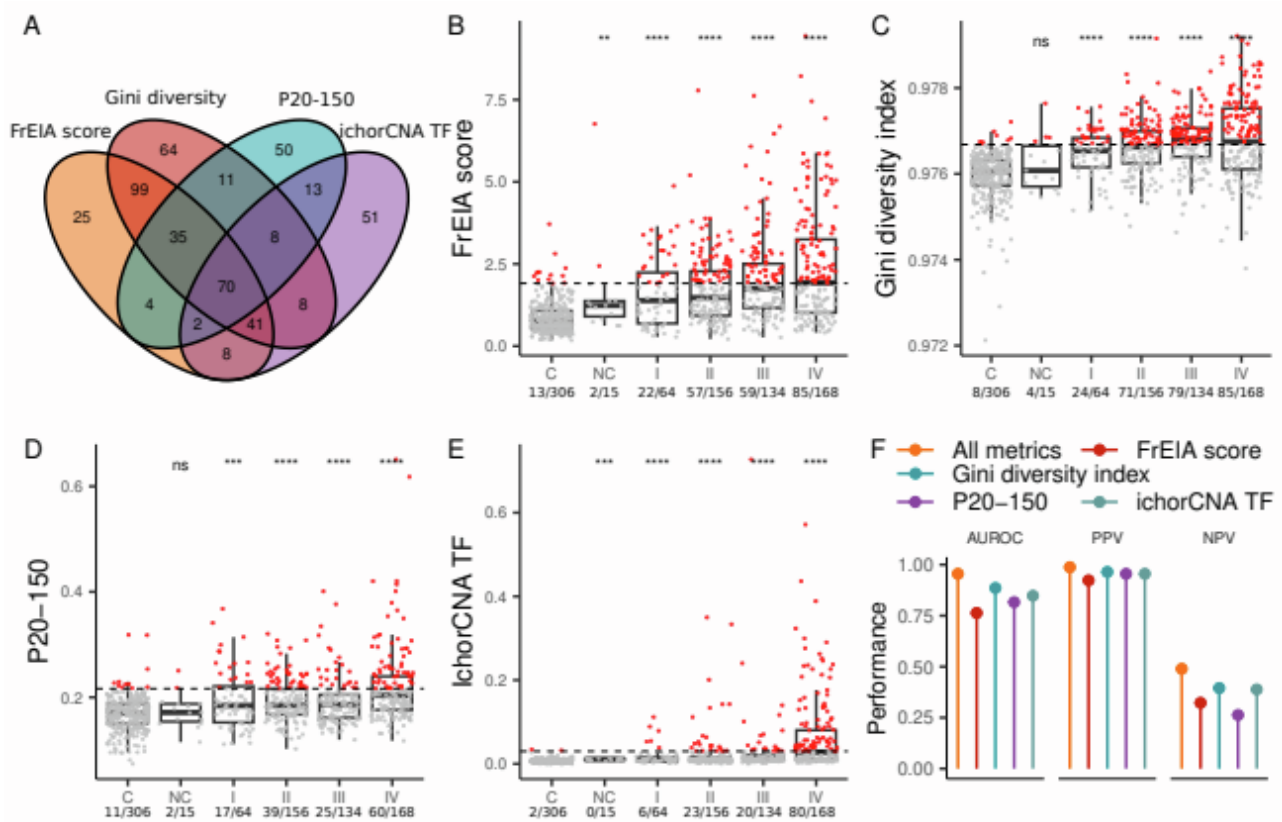 A
Gini diversity
P20-150
FrEIA score
ichorCNA TF
64
50
99
11
13
25
51
35
8
70
4
2
41
8
8
B
FrEIA score
7.5
5.0
2.5
0.0
** **** **** **** ****
C NC I II III IV
13/306 2/15 22/64 57/156 59/134 85/168
C
Gini diversity index
0.978
0.976
0.974
0.972
ns **** **** **** ****
C NC I II III IV
8/306 4/15 24/64 71/156 79/134 85/168
D
P20−150
0.6
0.4
0.2
ns *** **** **** ****
C NC I II III IV
11/306 2/15 17/64 39/156 25/134 60/168
E
IchorCNA TF
0.6
0.4
0.2
0.0
*** **** **** **** ****
C NC I II III IV
2/306 0/15 6/64 23/156 20/134 80/168
F
All metrics
FrEIA score
Gini diversity index
P20−150
ichorCNA TF
AUROC PPV NPV
Performance
1.00
0.75
0.50
0.25
0.00